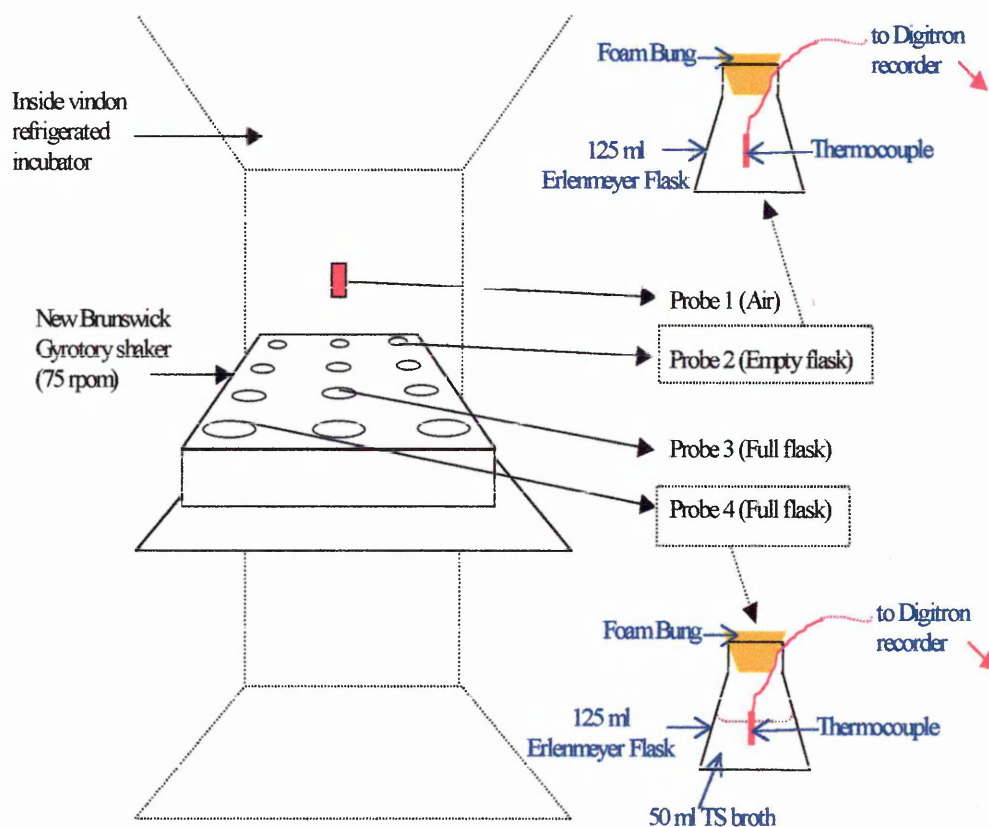 Foam Bung
to Digitron
recorder
Inside vindon
refrigerated
incubator
125 ml
Erlenmeyer Flask
Thermocouple
Probe 1 (Air)
New Brunswick
Gyrotory shaker
(75 rpom)
Probe 2 (Empty flask)
Probe 3 (Full flask)
Probe 4 (Full flask)
Foam Bung
to Digitron
recorder
125 ml
Erlenmeyer Flask
Thermocouple
50 ml TS broth